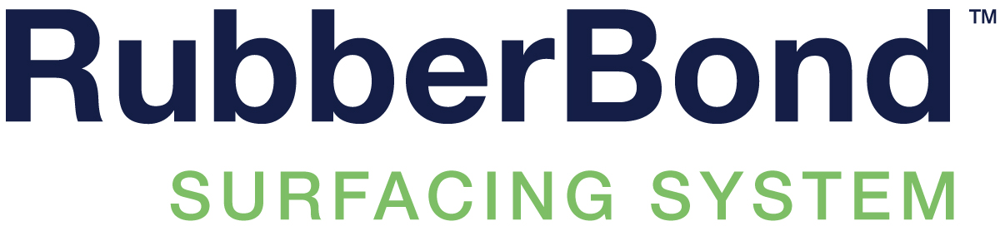 RubberBond™
SURFACING SYSTEM